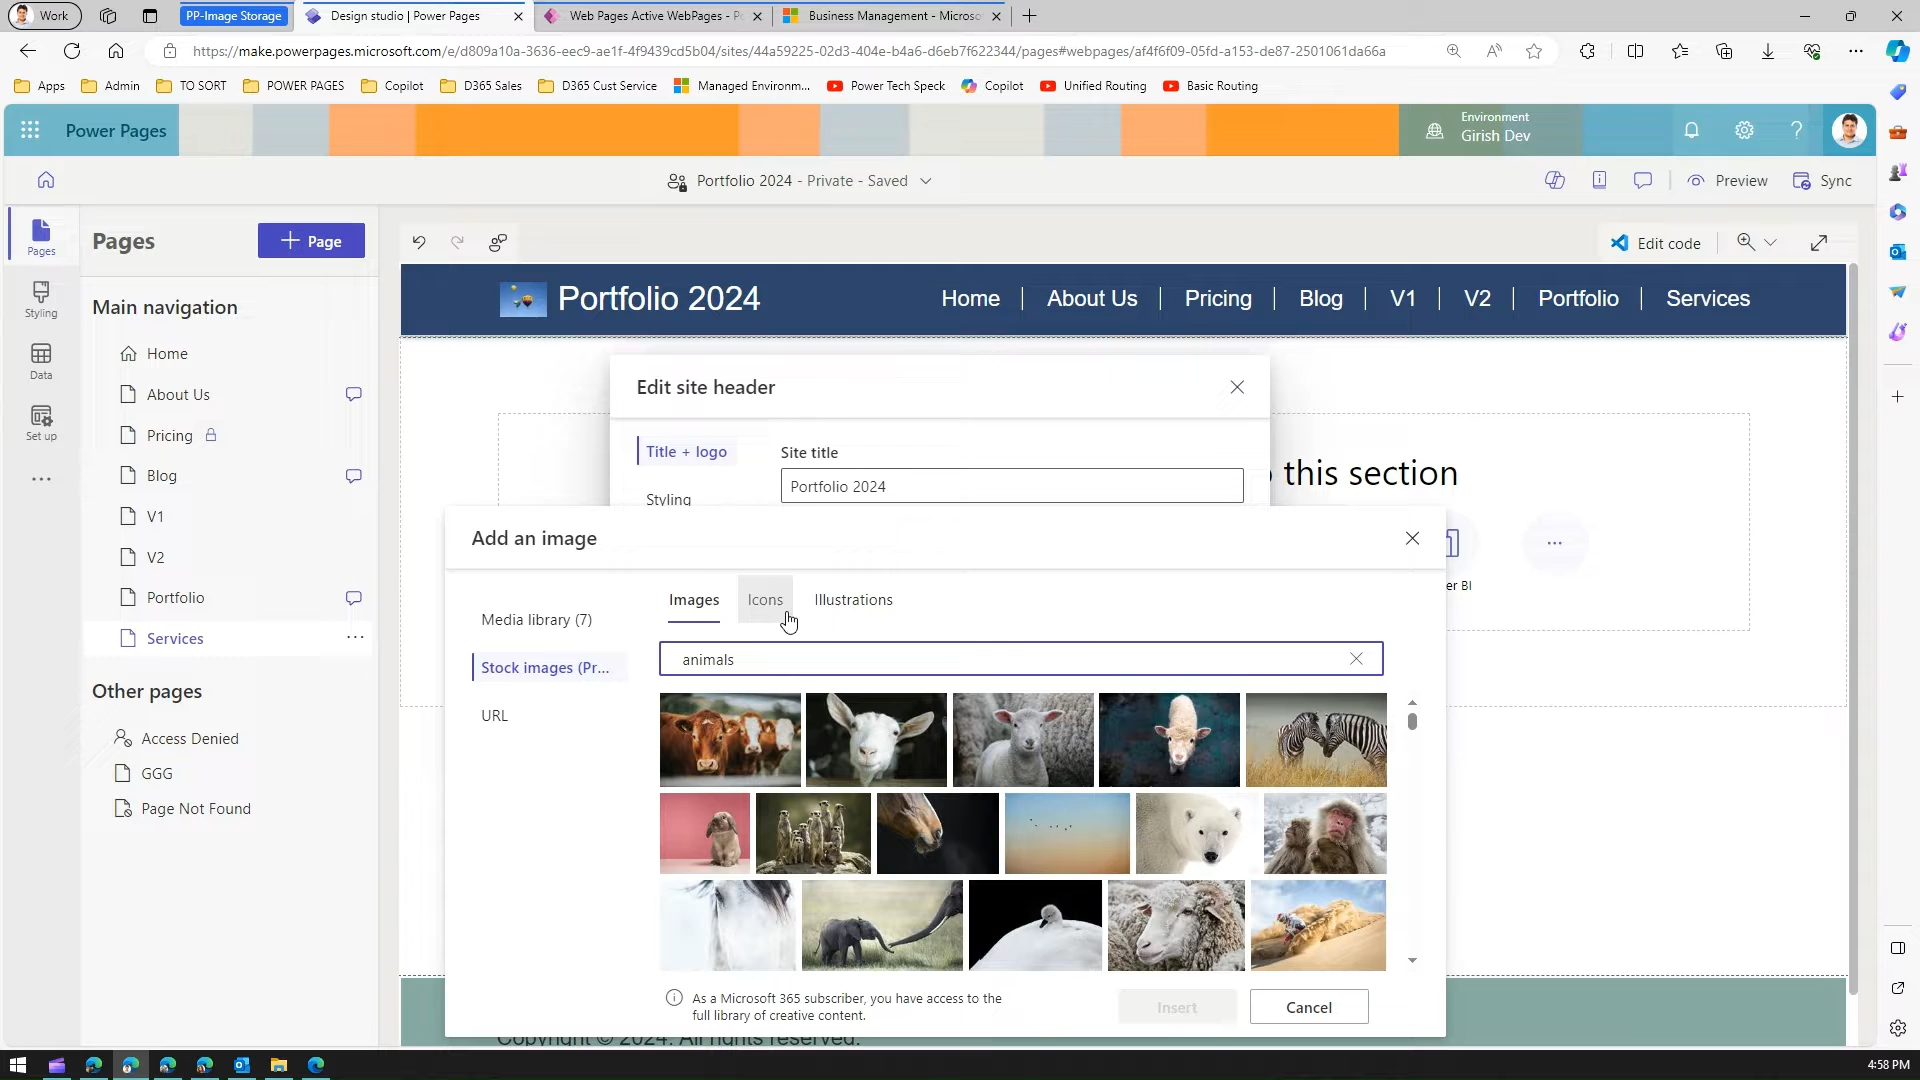 Work
PP-Image Storage
Design studio | Power Pages
Web Pages Active WebPages - P
Business Management - Microso
https://make.powerpages.microsoft.com/e/d809a10a-3636-eec9-ae1f-4f9439cd5b04/sites/44a59225-02d3-404e-b4a6-d6eb7f622344/pages#webpages/af4f6f09-05fd-a153-de87-2501061da66a
Apps
Admin
TO SORT
POWER PAGES
Copilot
D365 Sales
D365 Cust Service
Managed Environm...
Power Tech Speck
Copilot
Unified Routing
Basic Routing
Power Pages
Environment
Girish Dev
Portfolio 2024 - Private - Saved
Preview
Sync
Pages
Styling
Data
Set up
Pages
Page
Main navigation
Home
About Us
Pricing
Blog
V1
V2
Portfolio
Services
Other pages
Access Denied
GGG
Page Not Found
Edit code
Portfolio 2024
Home
About Us
Pricing
Blog
V1
V2
Portfolio
Services
Edit site header
Title + logo
Styling
Site title
Portfolio 2024
this section
er BI
Add an image
Media library (7)
Stock images (Pr...
URL
Images
Icons
Illustrations
animals
As a Microsoft 365 subscriber, you have access to the
full library of creative content.
Insert
Cancel
Copyright © 2024. All rights reserved.
4:58 PM